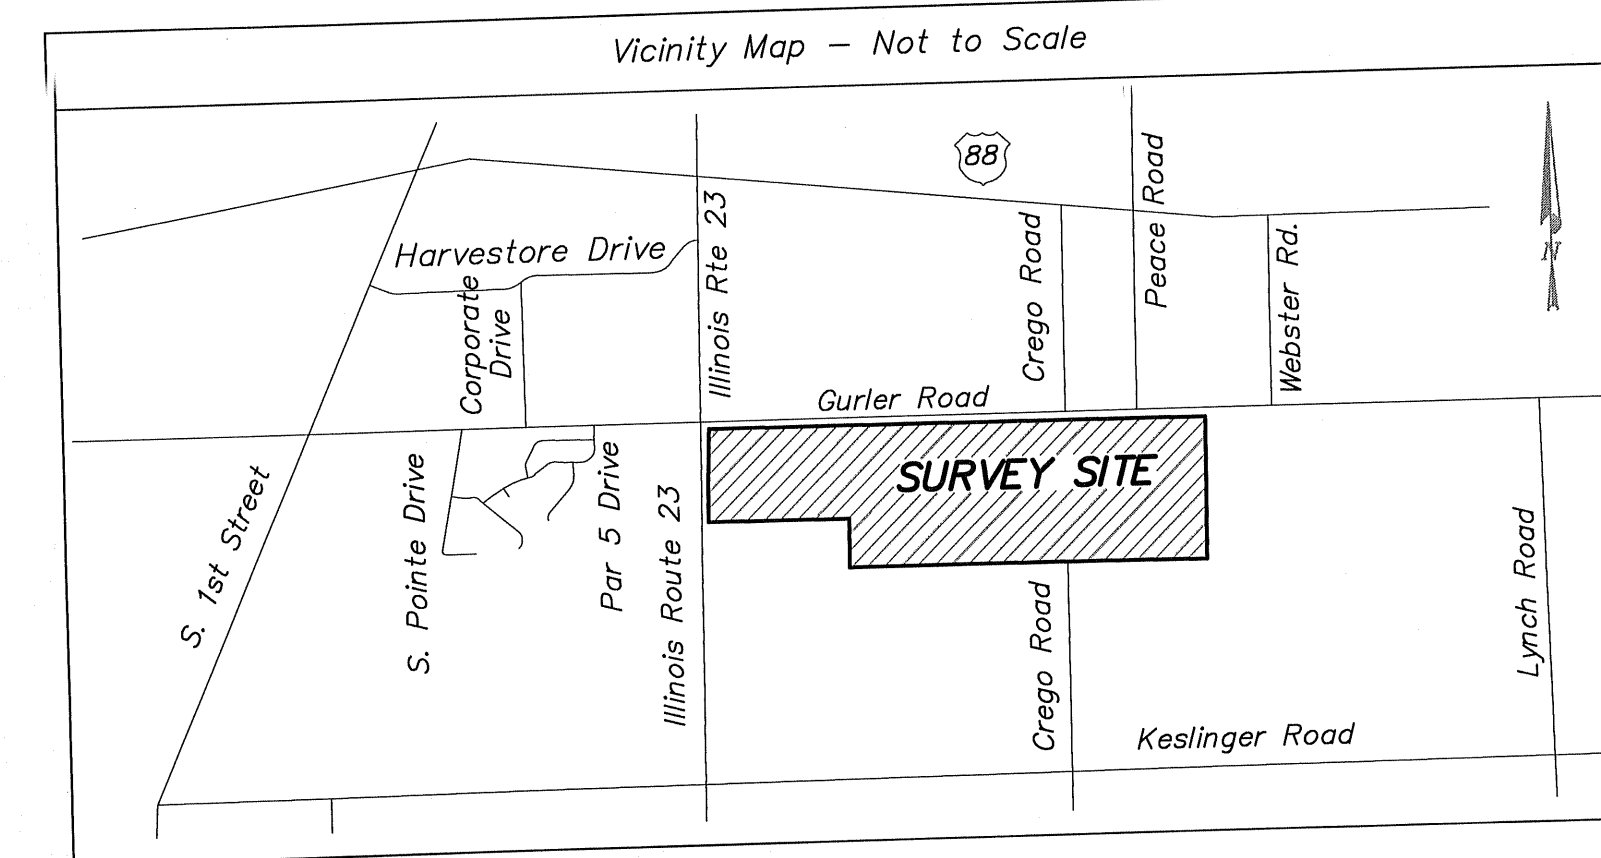 Vicinity Map – Not to Scale
88
Peace Road
Illinois Rte 23
Crego Road
Webster Rd.
N
Harvestore Drive
Corporate
Drive
Gurler Road
SURVEY SITE
S. 1st Street
S. Pointe Drive
Par 5 Drive
Illinois Route 23
Crego Road
Lynch Road
Keslinger Road